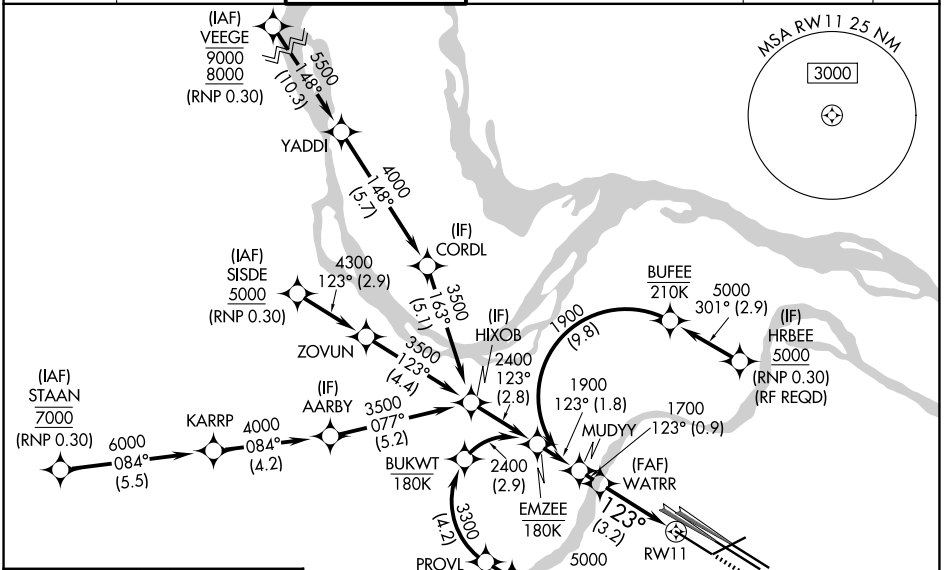 (IAF)
VEEGE
9000
8000
(RNP 0.30)
5500
148°
(10.3)
YADDI
4000
148°
(5.7)
(IF)
CORDL
3500
163°
(5.1)
MSA RW11 25 NM
3000
(IAF)
SISDE
5000
(RNP 0.30)
4300
123° (2.9)
ZOVUN
3500
123°
(4.4)
(IF)
HIXOB
2400
123°
(2.8)
1900
(9.8)
BUFEE
210K
5000
301° (2.9)
(IF)
HRBEE
5000
(RNP 0.30)
(RF REQD)
(IAF)
STAAN
7000
(RNP 0.30)
6000
084°
(5.5)
KARRP
4000
084°
(4.2)
(IF)
AARBY
3500
077°
(5.2)
1900
123° (1.8)
MUDYY
1700
123° (0.9)
(FAF)
WATRR
BUKWT
180K
2400
(2.9)
EMZEE
180K
123°
(3.2)
RW11
3300
(4.2)
PROVL
5000